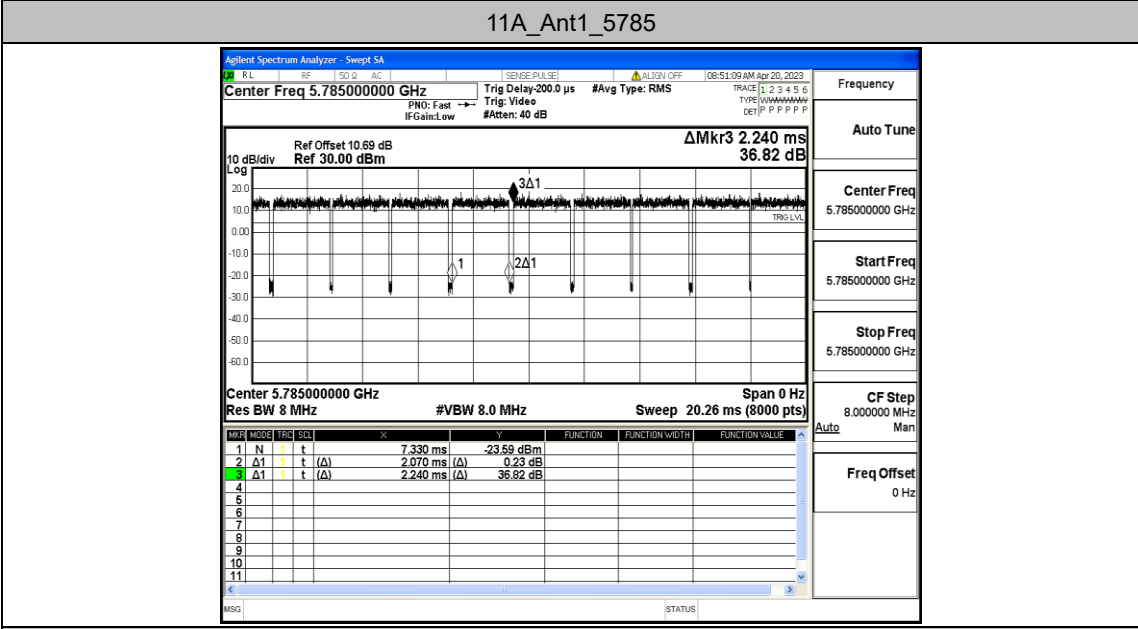 11A_Ant1_5785
Agilent Spectrum Analyzer - Swept SA
RL RF 50 Ω AC SENSE:PULSE ALIGN OFF 08:51:09 AM Apr 20, 2023
Center Freq 5.785000000 GHz
PNO: Fast
IFGain:Low
Trig Delay-200.0 µs
Trig: Video
#Atten: 40 dB
#Avg Type: RMS
TRACE 1 2 3 4 5 6
TYPE
DET P P P P P P
Ref Offset 10.69 dB
10 dB/div Ref 30.00 dBm
ΔMkr3 2.240 ms
36.82 dB
Log
20.0
10.0
0.00
-10.0
-20.0
-30.0
-40.0
-50.0
-60.0
3Δ1
TRIG LVL
1
2Δ1
Center 5.785000000 GHz Span 0 Hz
Res BW 8 MHz #VBW 8.0 MHz Sweep 20.26 ms (8000 pts)
MKR MODE TRC SCL X Y FUNCTION FUNCTION WIDTH FUNCTION VALUE
1 N 1 t 7.330 ms -23.59 dBm
2 Δ1 1 t (Δ) 2.070 ms (Δ) 0.23 dB
3 Δ1 1 t (Δ) 2.240 ms (Δ) 36.82 dB
4
5
6
7
8
9
10
11
MSG STATUS
Frequency
Auto Tune
Center Freq
5.785000000 GHz
Start Freq
5.785000000 GHz
Stop Freq
5.785000000 GHz
CF Step
8.000000 MHz
Auto Man
Freq Offset
0 Hz